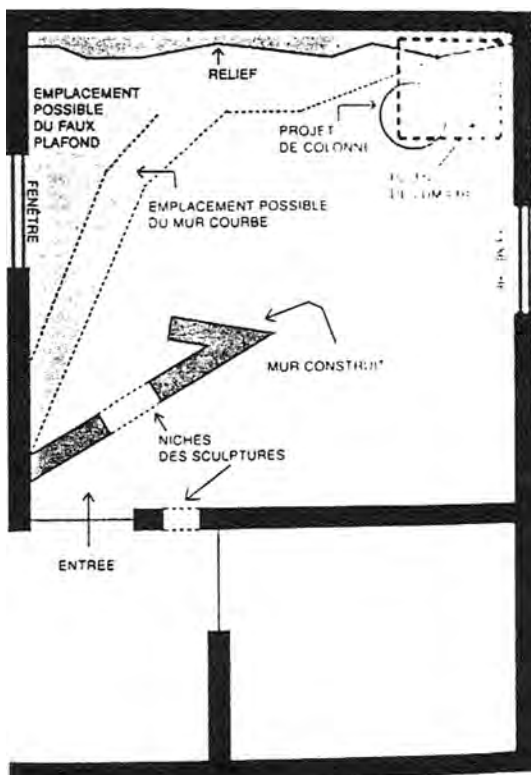 RELIEF
EMPLACEMENT
POSSIBLE
DU FAUX
PLAFOND
PROJET
DE COLONNE
FENÊTRE
EMPLACEMENT POSSIBLE
DU MUR COURBE
MUR CONSTRUIT
NICHES
DES SCULPTURES
ENTREE